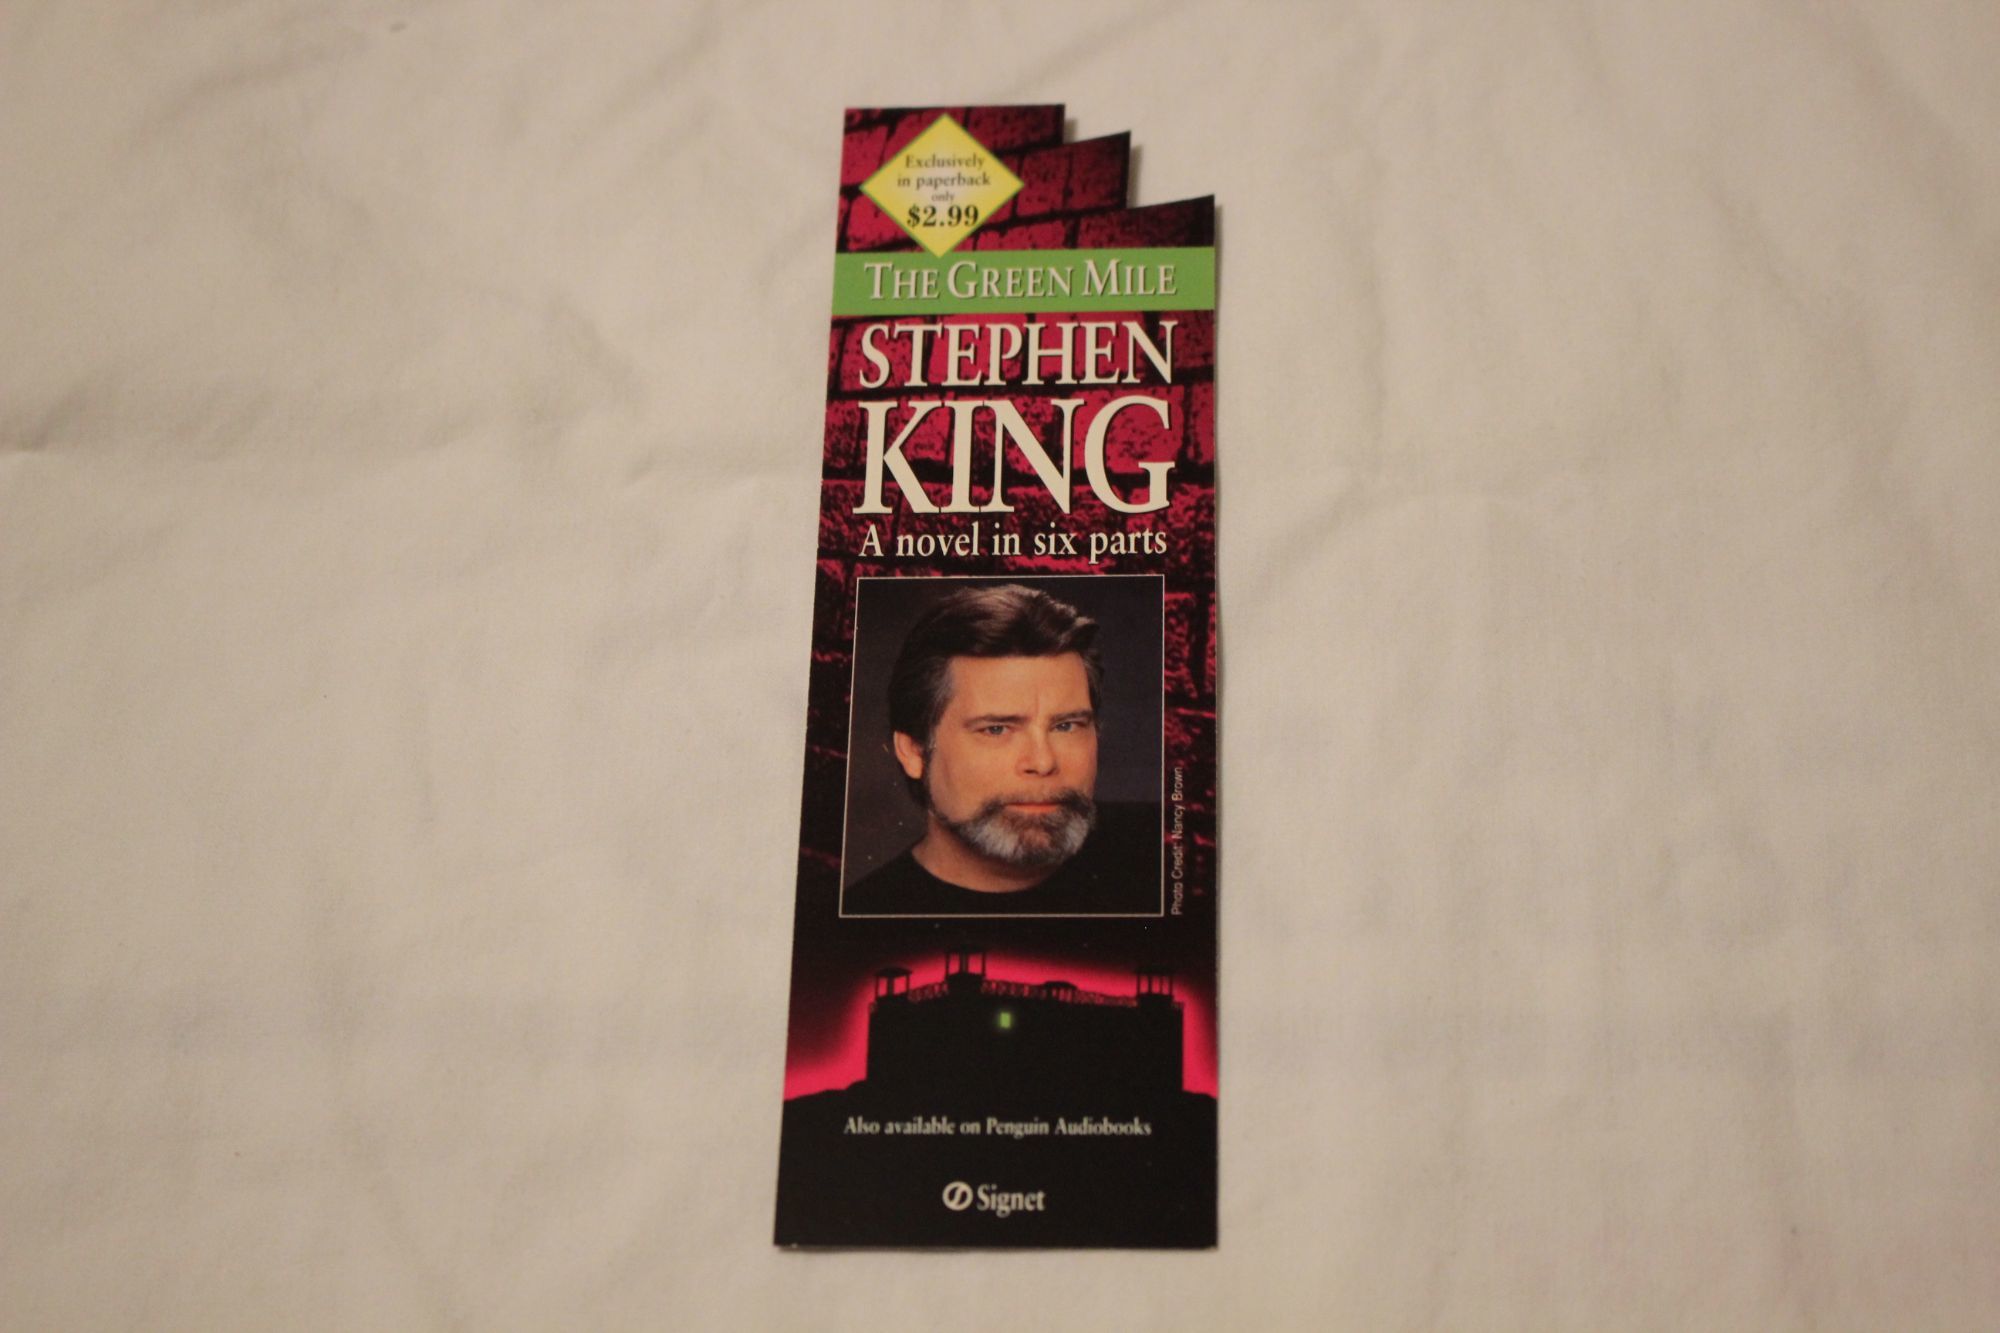 Exclusively
in paperback
only
$2.99
THE GREEN MILE
STEPHEN
KING
A novel in six parts
Photo Credit: Nancy Brown
Also available on Penguin Audiobooks
Signet